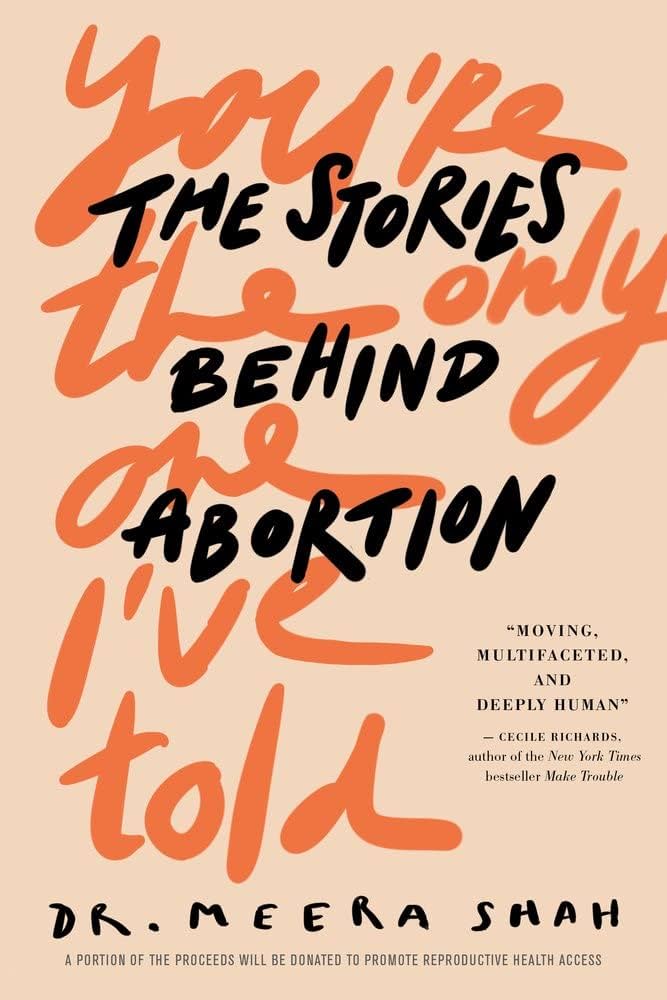 You're
the only
one
I've
told
THE STORIES
BEHIND
ABORTION
“MOVING,
MULTIFACETED,
AND
DEEPLY HUMAN”
— CECILE RICHARDS,
author of the New York Times
bestseller Make Trouble
DR. MEERA SHAH
A PORTION OF THE PROCEEDS WILL BE DONATED TO PROMOTE REPRODUCTIVE HEALTH ACCESS